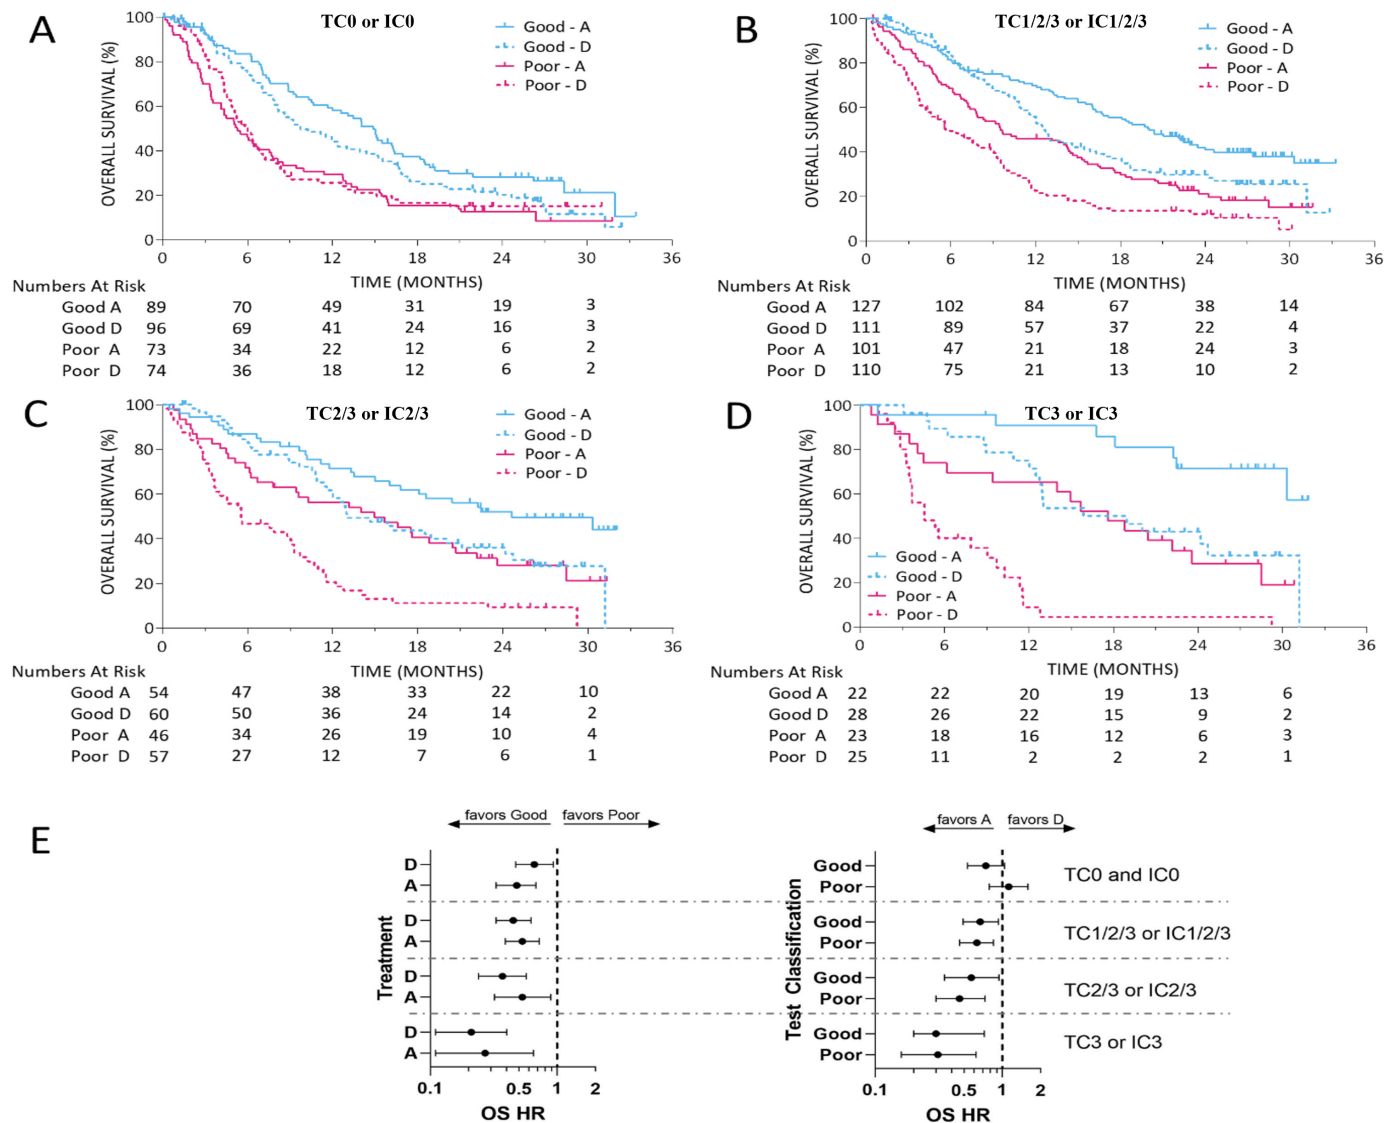 A
TC0 or IC0
Good - A
Good - D
Poor - A
Poor - D
OVERALL SURVIVAL (%)
100
80
60
40
20
0
0 6 12 18 24 30 36
TIME (MONTHS)
Numbers At Risk
Good A 89 70 49 31 19 3
Good D 96 69 41 24 16 3
Poor A 73 34 22 12 6 2
Poor D 74 36 18 12 6 2
B
TC1/2/3 or IC1/2/3
Good - A
Good - D
Poor - A
Poor - D
OVERALL SURVIVAL (%)
100
80
60
40
20
0
0 6 12 18 24 30 36
TIME (MONTHS)
Numbers At Risk
Good A 127 102 84 67 38 14
Good D 111 89 57 37 22 4
Poor A 101 47 21 18 24 3
Poor D 110 75 21 13 10 2
C
TC2/3 or IC2/3
Good - A
Good - D
Poor - A
Poor - D
OVERALL SURVIVAL (%)
100
80
60
40
20
0
0 6 12 18 24 30 36
TIME (MONTHS)
Numbers At Risk
Good A 54 47 38 33 22 10
Good D 60 50 36 24 14 2
Poor A 46 34 26 19 10 4
Poor D 57 27 12 7 6 1
D
TC3 or IC3
Good - A
Good - D
Poor - A
Poor - D
OVERALL SURVIVAL (%)
100
80
60
40
20
0
0 6 12 18 24 30 36
TIME (MONTHS)
Numbers At Risk
Good A 22 22 20 19 13 6
Good D 28 26 22 15 9 2
Poor A 23 18 16 12 6 3
Poor D 25 11 2 2 2 1
E
favors Good favors Poor
Treatment
D
A
D
A
D
A
D
A
0.1 0.5 1 2
OS HR
favors A favors D
Test Classification
Good
Poor
TC0 and IC0
Good
Poor
TC1/2/3 or IC1/2/3
Good
Poor
TC2/3 or IC2/3
Good
Poor
TC3 or IC3
0.1 0.5 1 2
OS HR